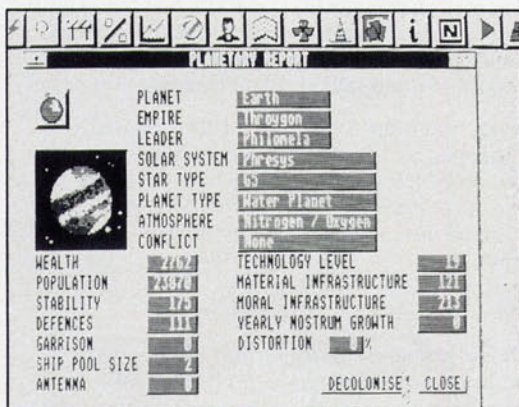 i N
PLANETARY REPORT
PLANET Earth
EMPIRE Throygon
LEADER Philomela
SOLAR SYSTEM Phresys
STAR TYPE G5
PLANET TYPE Water Planet
ATMOSPHERE Nitrogen / Oxygen
CONFLICT None
WEALTH 2762 TECHNOLOGY LEVEL 19
POPULATION 23870 MATERIAL INFRASTRUCTURE 121
STABILITY 175 MORAL INFRASTRUCTURE 213
DEFENCES 111 YEARLY NOSTRUM GROWTH 0
GARRISON 0 DISTORTION 0 %
SHIP POOL SIZE 2
ANTENNA 0 DECOLONISE CLOSE